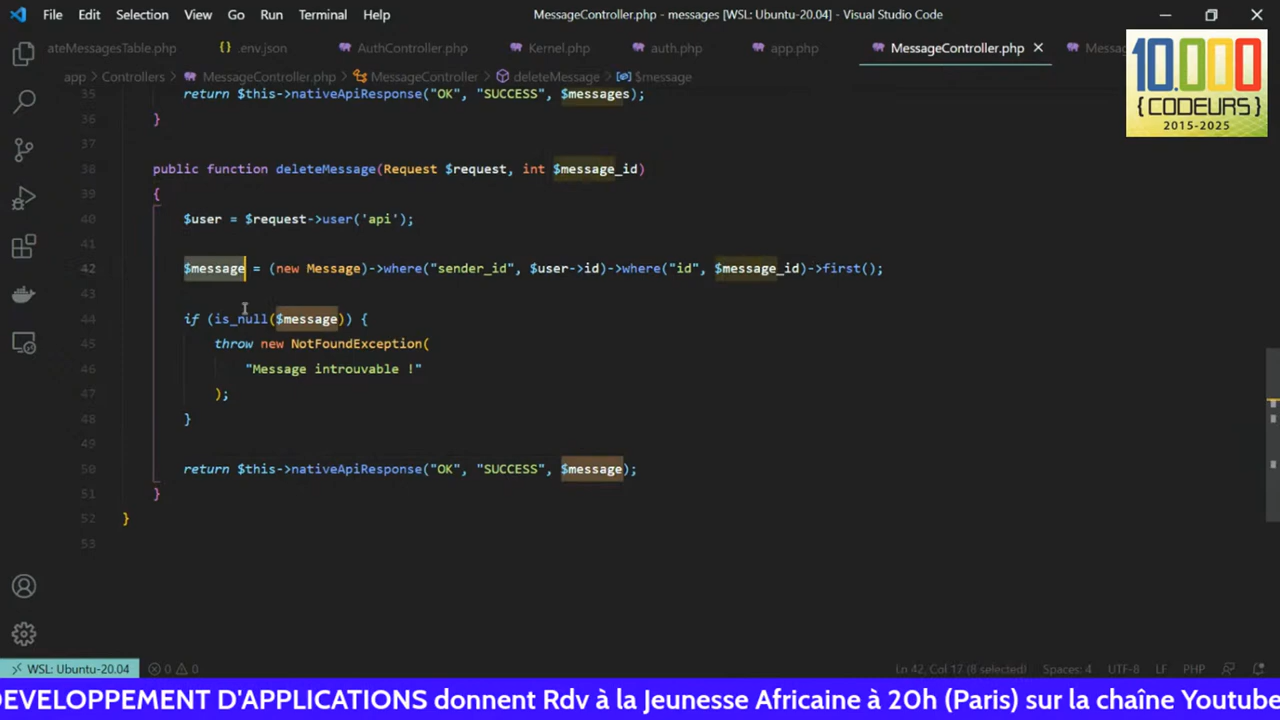 File Edit Selection View Go Run Terminal Help MessageController.php - messages [WSL: Ubuntu-20.04] - Visual Studio Code
ateMessagesTable.php {} .env.json AuthController.php Kernel.php auth.php app.php MessageController.php Messa
app > Controllers > MessageController.php > MessageController > deleteMessage > $message
10.000
{CODEURS}
2015-2025
35 return $this->nativeApiResponse("OK", "SUCCESS", $messages);
36 }
37
38 public function deleteMessage(Request $request, int $message_id)
39 {
40 $user = $request->user('api');
41
42 $message = (new Message)->where("sender_id", $user->id)->where("id", $message_id)->first();
43
44 if (is_null($message)) {
45 throw new NotFoundException(
46 "Message introuvable !"
47 );
48 }
49
50 return $this->nativeApiResponse("OK", "SUCCESS", $message);
51 }
52 }
53
WSL: Ubuntu-20.04 0 0 Ln 42, Col 17 (8 selected) Spaces: 4 UTF-8 LF PHP
DEVELOPPEMENT D'APPLICATIONS donnent Rdv à la Jeunesse Africaine à 20h (Paris) sur la chaîne Youtube